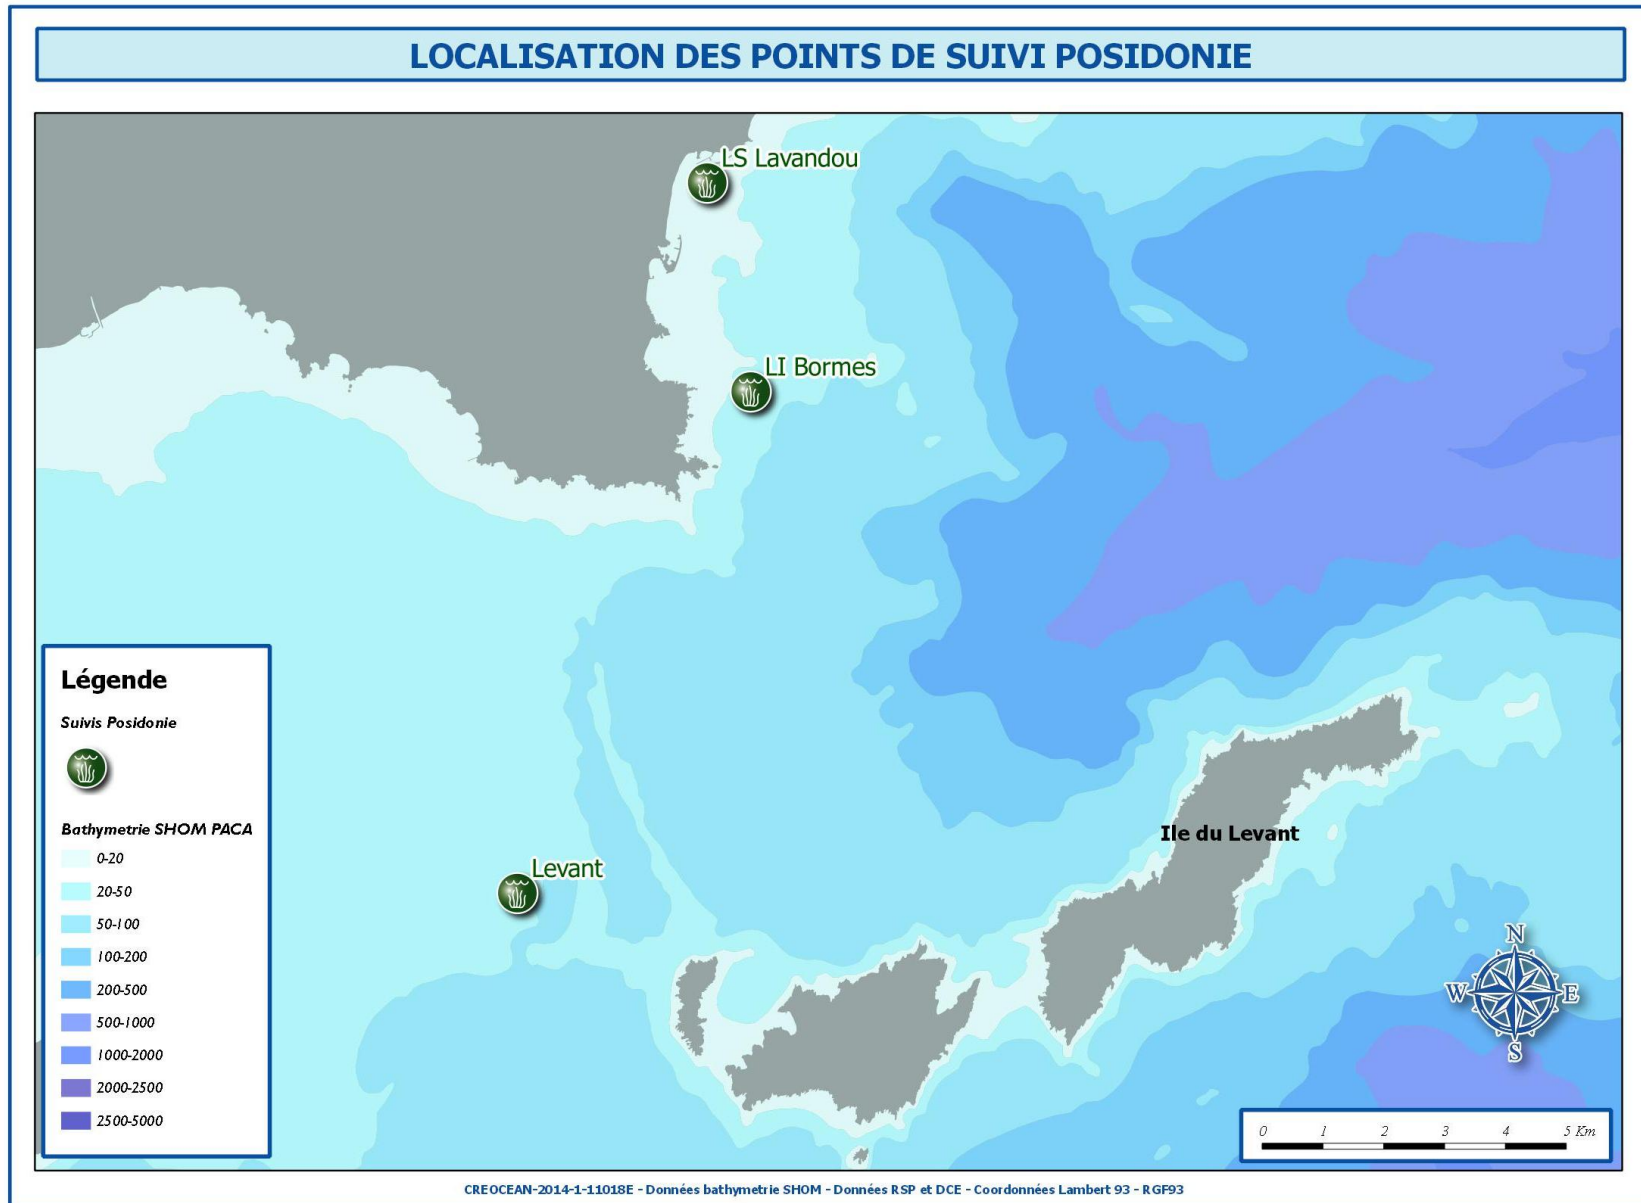 LOCALISATION DES POINTS DE SUIVI POSIDONIE
LS Lavandou
LI Bormes
Levant
Ile du Levant
Légende
Suivis Posidonie
Bathymetrie SHOM PACA
0-20
20-50
50-100
100-200
200-500
500-1000
1000-2000
2000-2500
2500-5000
N
W E
S
0 1 2 3 4 5 Km
CREOCEAN-2014-1-11018E - Données bathymetrie SHOM - Données RSP et DCE - Coordonnées Lambert 93 - RGF93